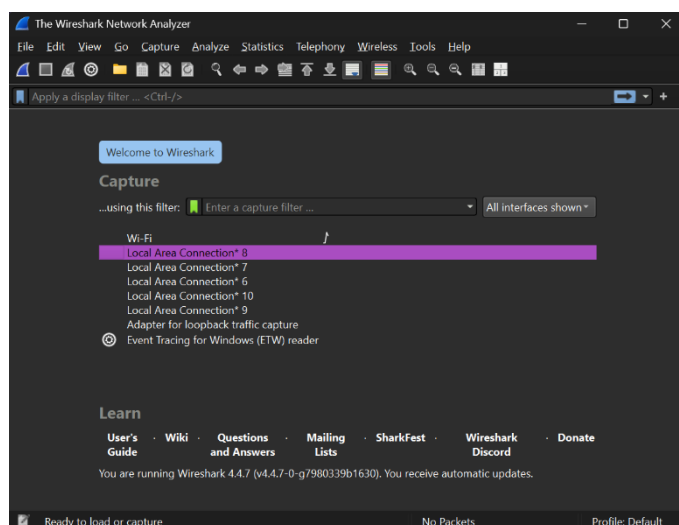 The Wireshark Network Analyzer
File Edit View Go Capture Analyze Statistics Telephony Wireless Tools Help
Apply a display filter ... <Ctrl-/>
Welcome to Wireshark
Capture
...using this filter: Enter a capture filter ... All interfaces shown
Wi-Fi
Local Area Connection* 8
Local Area Connection* 7
Local Area Connection* 6
Local Area Connection* 10
Local Area Connection* 9
Adapter for loopback traffic capture
Event Tracing for Windows (ETW) reader
Learn
User's Guide · Wiki · Questions and Answers · Mailing Lists · SharkFest · Wireshark Discord · Donate
You are running Wireshark 4.4.7 (v4.4.7-0-g7980339b1630). You receive automatic updates.
Ready to load or capture No Packets Profile: Default